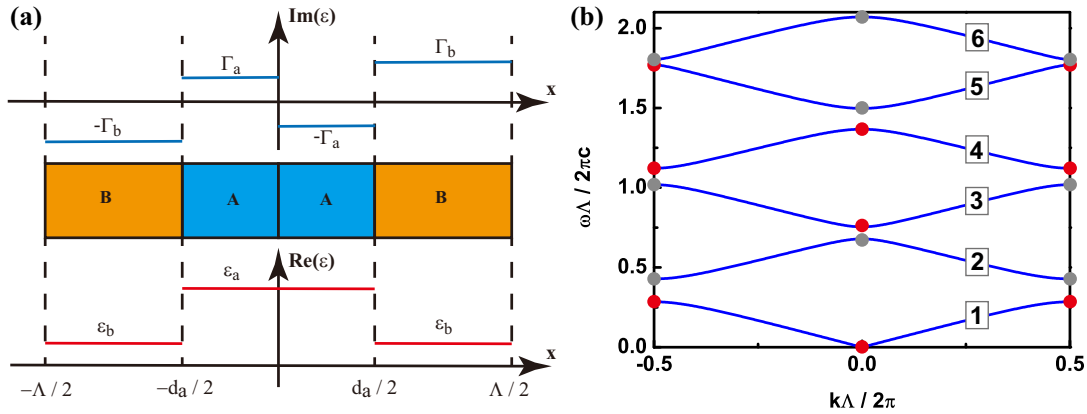 (a)
Im(ε)
Γa
Γb
x
-Γb
-Γa
B
A
A
B
Re(ε)
εa
εb
εb
x
−Λ / 2
−da / 2
da / 2
Λ / 2
(b)
2.0
1.5
1.0
0.5
0.0
ωΛ / 2πc
6
5
4
3
2
1
-0.5
0.0
0.5
kΛ / 2π